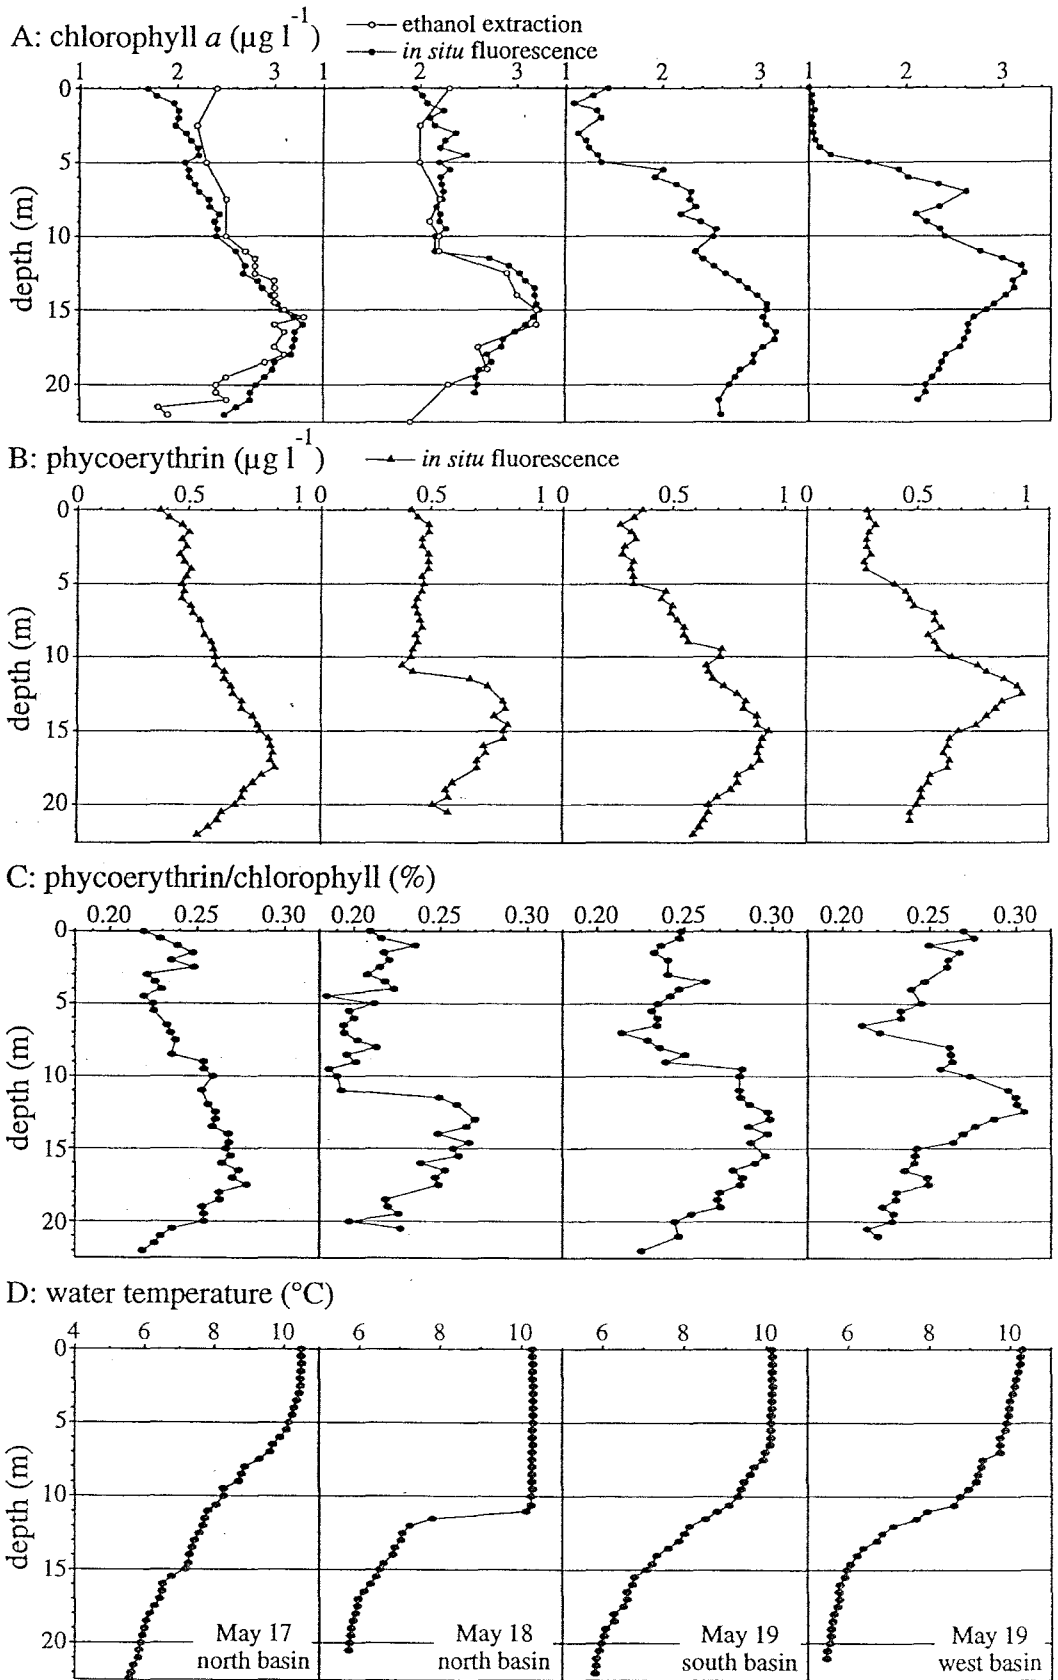 A: chlorophyll a (µg l-1)
ethanol extraction
in situ fluorescence
1 2 3 1 2 3 1 2 3 1 2 3
0
5
10
15
20
depth (m)
B: phycoerythrin (µg l-1)
in situ fluorescence
0 0.5 1 0 0.5 1 0 0.5 1 0 0.5 1
0
5
10
15
20
depth (m)
C: phycoerythrin/chlorophyll (%)
0.20 0.25 0.30 0.20 0.25 0.30 0.20 0.25 0.30 0.20 0.25 0.30
0
5
10
15
20
depth (m)
D: water temperature (°C)
4 6 8 10 6 8 10 6 8 10 6 8 10
0
5
10
15
20
depth (m)
May 17
north basin
May 18
north basin
May 19
south basin
May 19
west basin